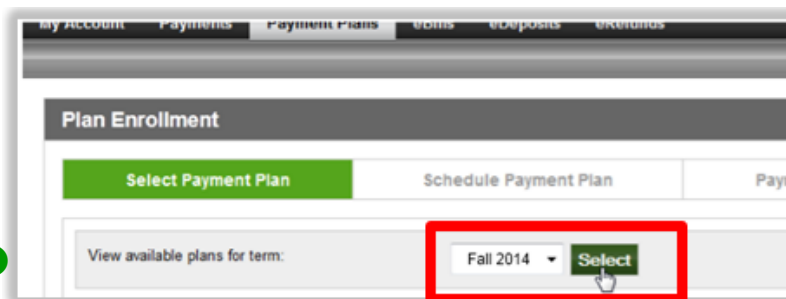 My Account Payments Payment Plans eBills eDeposits eRefunds
Plan Enrollment
Select Payment Plan Schedule Payment Plan
View available plans for term: Fall 2014 Select